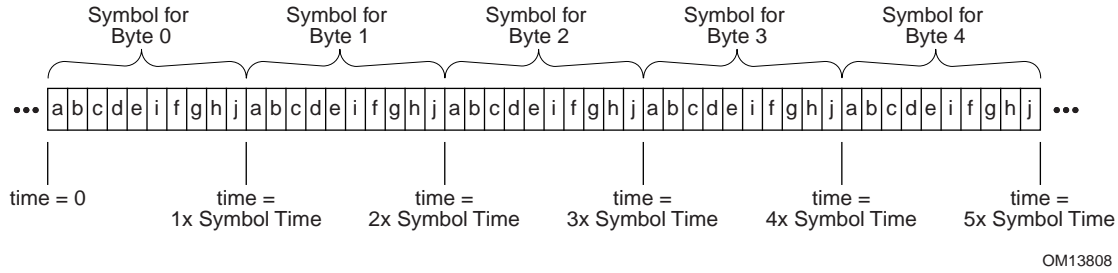 Symbol for Symbol for Symbol for Symbol for Symbol for
Byte 0 Byte 1 Byte 2 Byte 3 Byte 4
••• a b c d e i f g h j a b c d e i f g h j a b c d e i f g h j a b c d e i f g h j a b c d e i f g h j •••
time = 0 time = time = time = time = time =
1x Symbol Time 2x Symbol Time 3x Symbol Time 4x Symbol Time 5x Symbol Time
OM13808